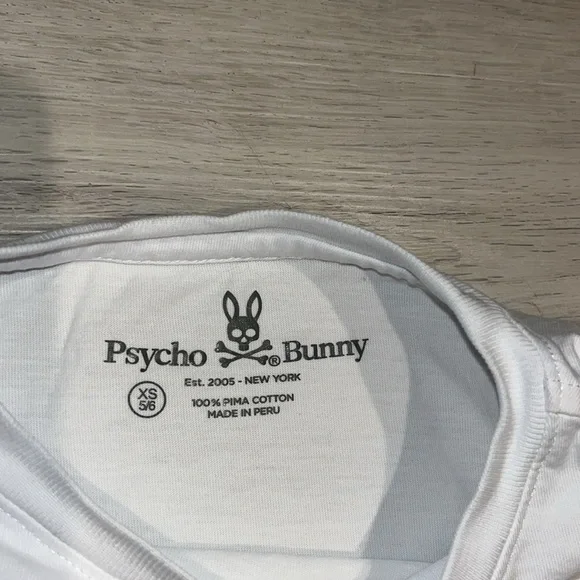 Psycho ® Bunny
Est. 2005 - NEW YORK
XS
5/6
100% PIMA COTTON
MADE IN PERU